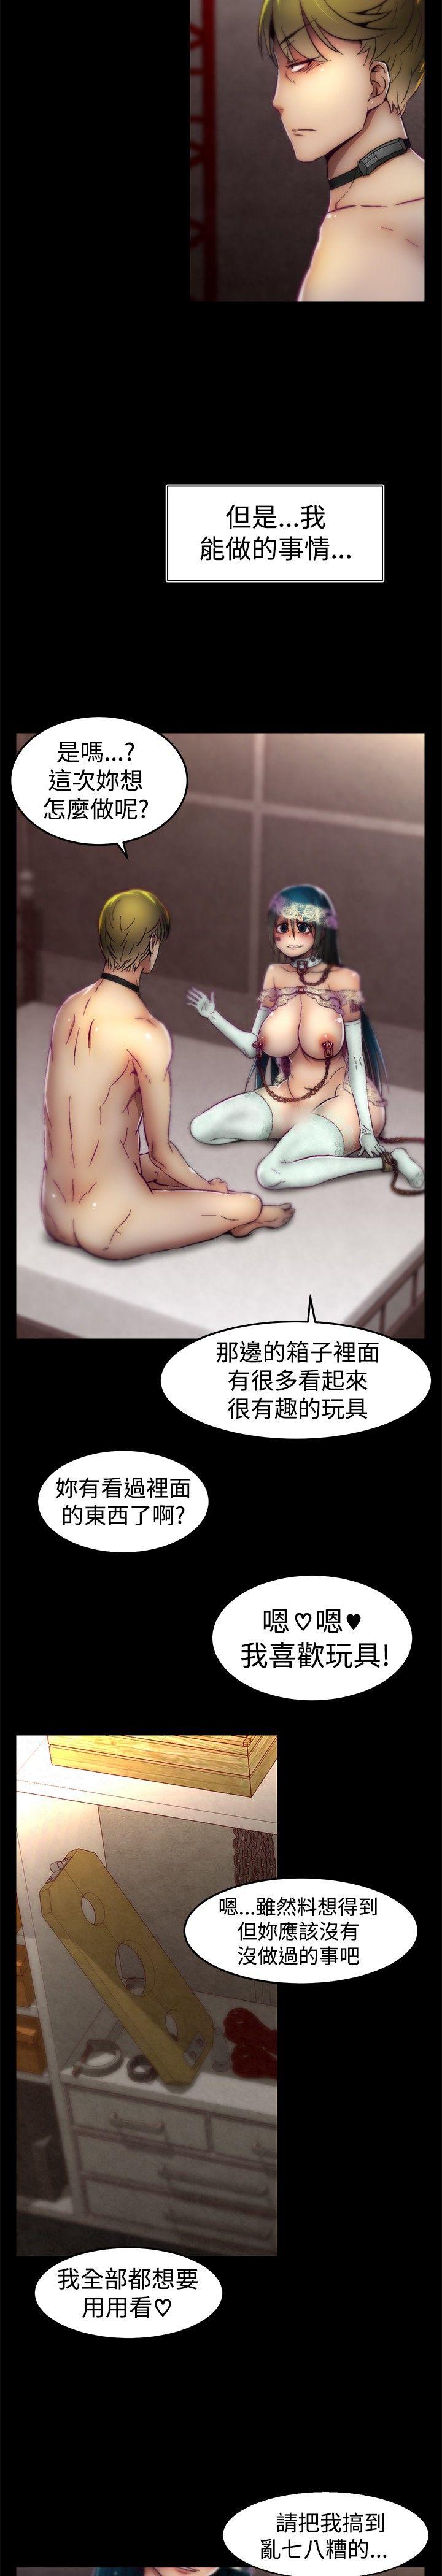 但是...我
能做的事情...
是嗎...?
這次妳想
怎麼做呢?
那邊的箱子裡面
有很多看起來
很有趣的玩具
妳有看過裡面
的東西了啊?
嗯♡嗯♥
我喜歡玩具!
嗯...雖然料想得到
但妳應該沒有
沒做過的事吧
我全部都想要
用用看♡
請把我搞到
亂七八糟的...